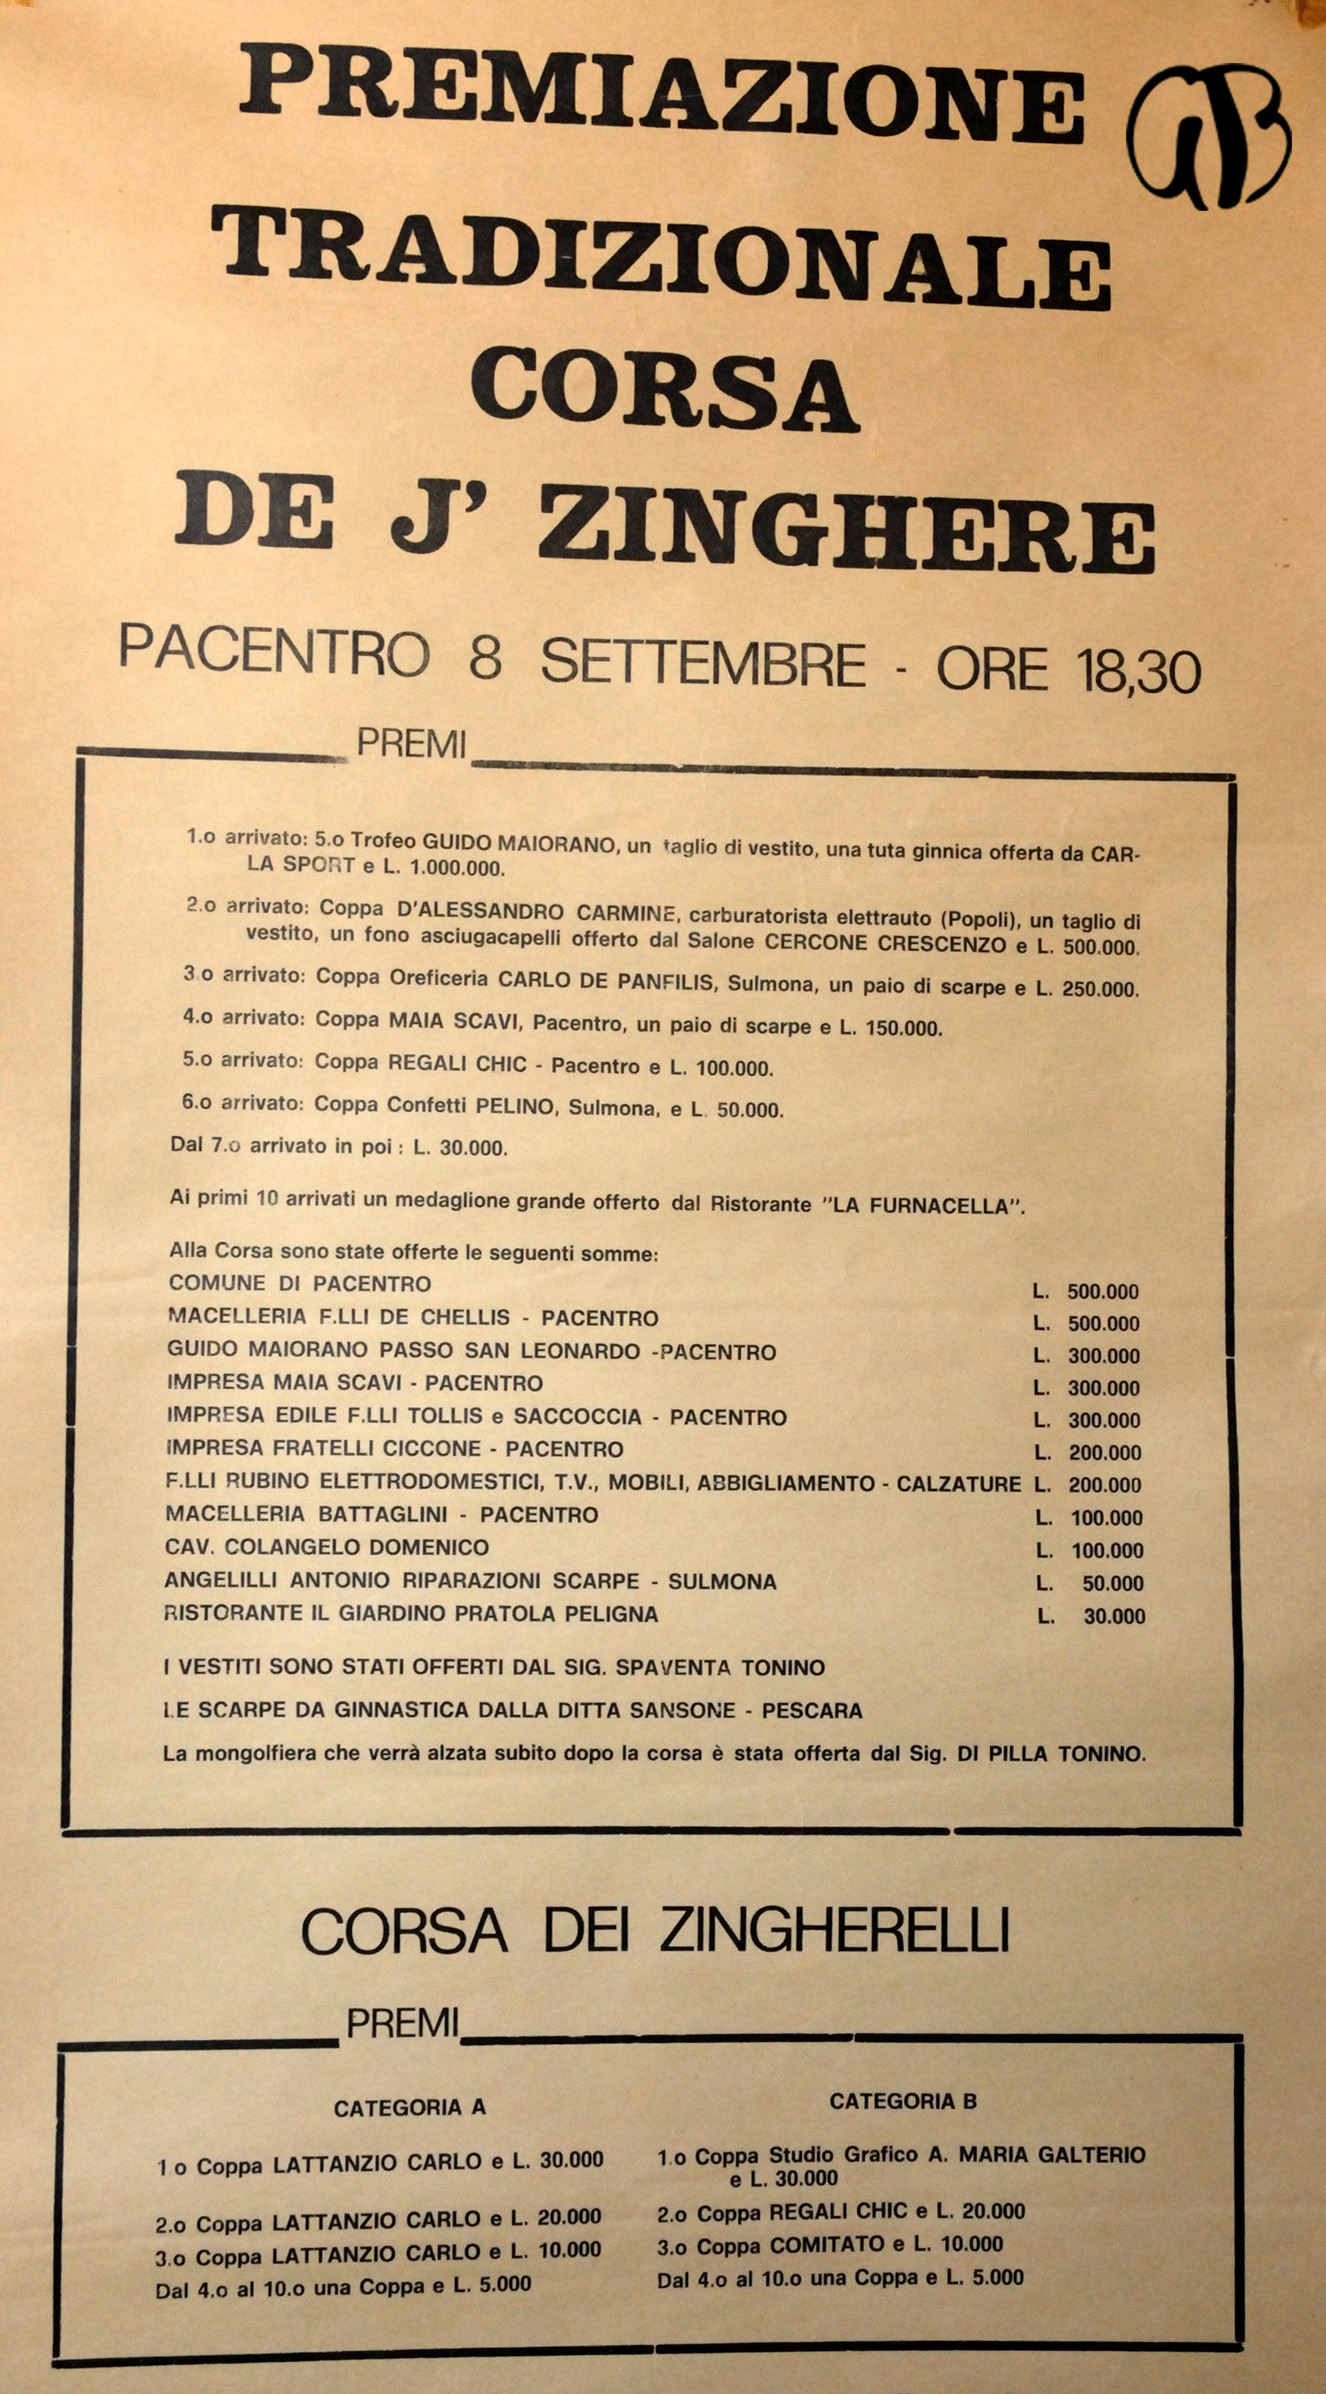 PREMIAZIONE
TRADIZIONALE
CORSA
DE J' ZINGHERE
PACENTRO 8 SETTEMBRE - ORE 18,30
PREMI
1.o arrivato: 5.o Trofeo GUIDO MAIORANO, un taglio di vestito, una tuta ginnica offerta da CAR-
LA SPORT e L. 1.000.000.
2.o arrivato: Coppa D'ALESSANDRO CARMINE, carburatorista elettrauto (Popoli), un taglio di
vestito, un fono asciugacapelli offerto dal Salone CERCONE CRESCENZO e L. 500.000.
3.o arrivato: Coppa Oreficeria CARLO DE PANFILIS, Sulmona, un paio di scarpe e L. 250.000.
4.o arrivato: Coppa MAIA SCAVI, Pacentro, un paio di scarpe e L. 150.000.
5.o arrivato: Coppa REGALI CHIC - Pacentro e L. 100.000.
6.o arrivato: Coppa Confetti PELINO, Sulmona, e L. 50.000.
Dal 7.o arrivato in poi : L. 30.000.
Ai primi 10 arrivati un medaglione grande offerto dal Ristorante "LA FURNACELLA".
Alla Corsa sono state offerte le seguenti somme:
COMUNE DI PACENTRO L. 500.000
MACELLERIA F.LLI DE CHELLIS - PACENTRO L. 500.000
GUIDO MAIORANO PASSO SAN LEONARDO -PACENTRO L. 300.000
IMPRESA MAIA SCAVI - PACENTRO L. 300.000
IMPRESA EDILE F.LLI TOLLIS e SACCOCCIA - PACENTRO L. 300.000
IMPRESA FRATELLI CICCONE - PACENTRO L. 200.000
F.LLI RUBINO ELETTRODOMESTICI, T.V., MOBILI, ABBIGLIAMENTO - CALZATURE L. 200.000
MACELLERIA BATTAGLINI - PACENTRO L. 100.000
CAV. COLANGELO DOMENICO L. 100.000
ANGELILLI ANTONIO RIPARAZIONI SCARPE - SULMONA L. 50.000
RISTORANTE IL GIARDINO PRATOLA PELIGNA L. 30.000
I VESTITI SONO STATI OFFERTI DAL SIG. SPAVENTA TONINO
LE SCARPE DA GINNASTICA DALLA DITTA SANSONE - PESCARA
La mongolfiera che verrà alzata subito dopo la corsa è stata offerta dal Sig. DI PILLA TONINO.
CORSA DEI ZINGHERELLI
PREMI
CATEGORIA A
1.o Coppa LATTANZIO CARLO e L. 30.000
2.o Coppa LATTANZIO CARLO e L. 20.000
3.o Coppa LATTANZIO CARLO e L. 10.000
Dal 4.o al 10.o una Coppa e L. 5.000
CATEGORIA B
1.o Coppa Studio Grafico A. MARIA GALTERIO
e L. 30.000
2.o Coppa REGALI CHIC e L. 20.000
3.o Coppa COMITATO e L. 10.000
Dal 4.o al 10.o una Coppa e L. 5.000